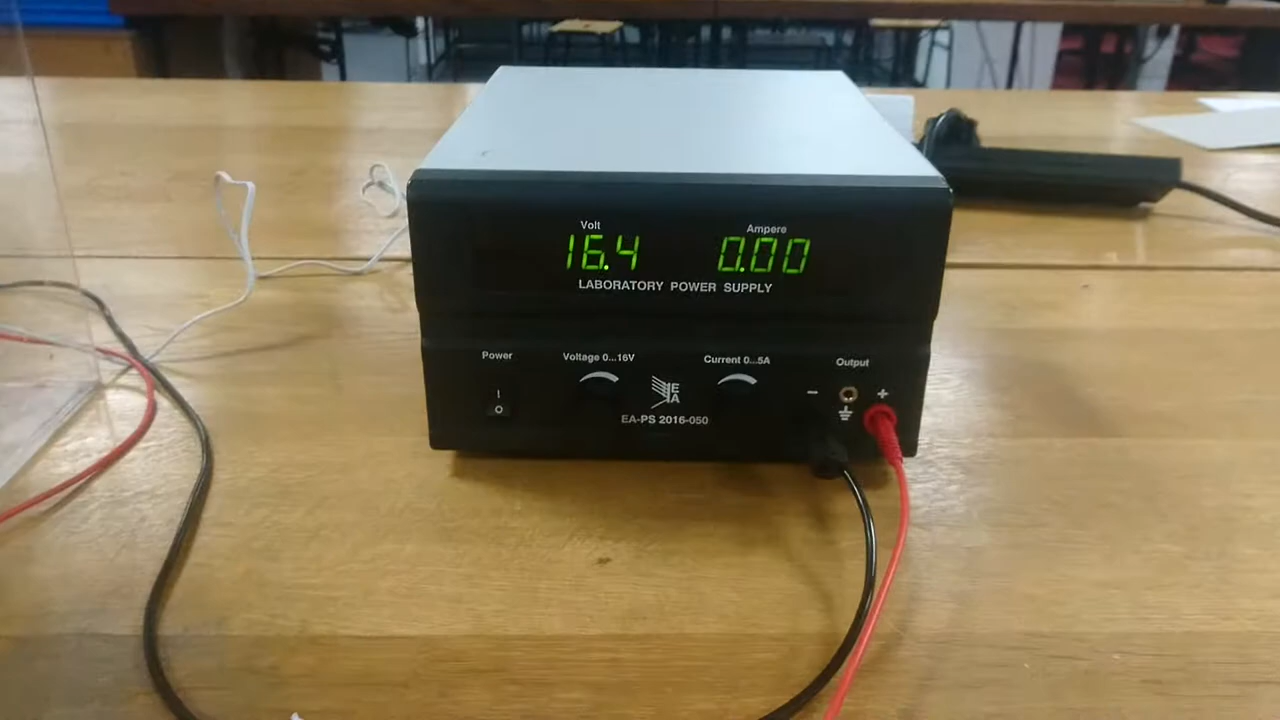 Volt Ampere
16.4 0.00
LABORATORY POWER SUPPLY
Power Voltage 0...16V Current 0...5A Output
I
O
EA
- +
EA-PS 2016-050